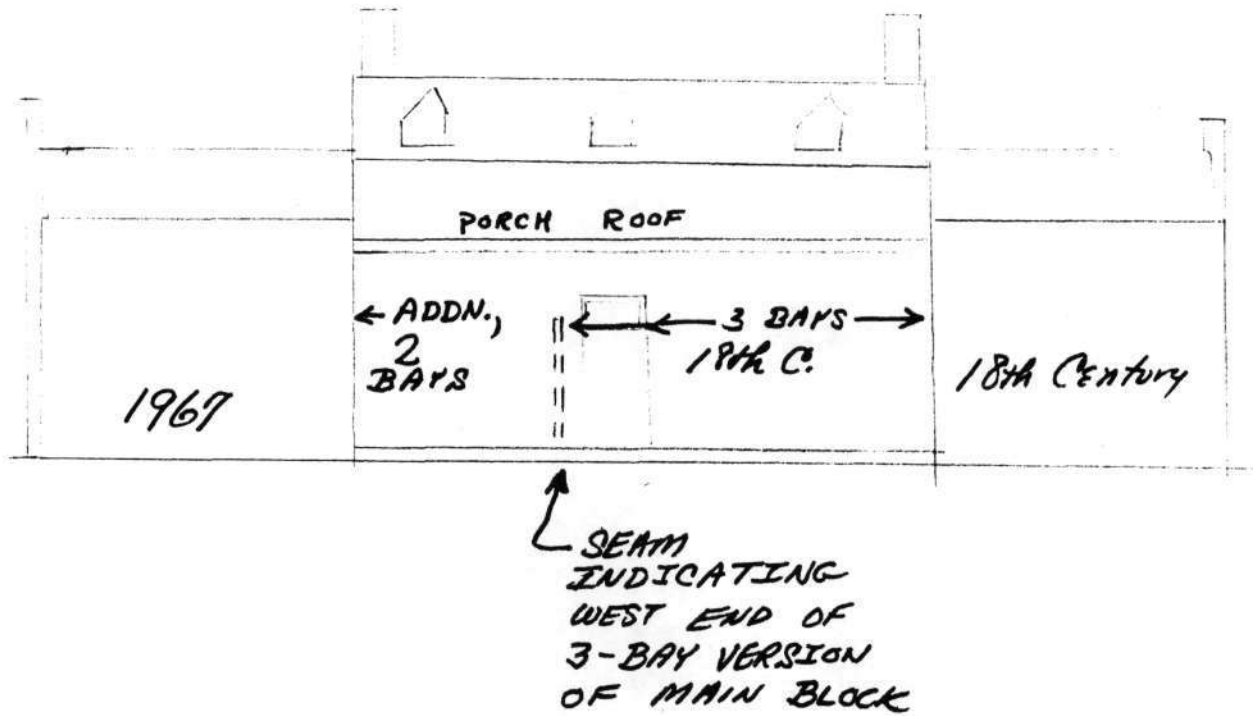 PORCH ROOF
← ADDN.,
2
BAYS
3 BAYS
18th C.
1967
18th Century
SEAM
INDICATING
WEST END OF
3-BAY VERSION
OF MAIN BLOCK